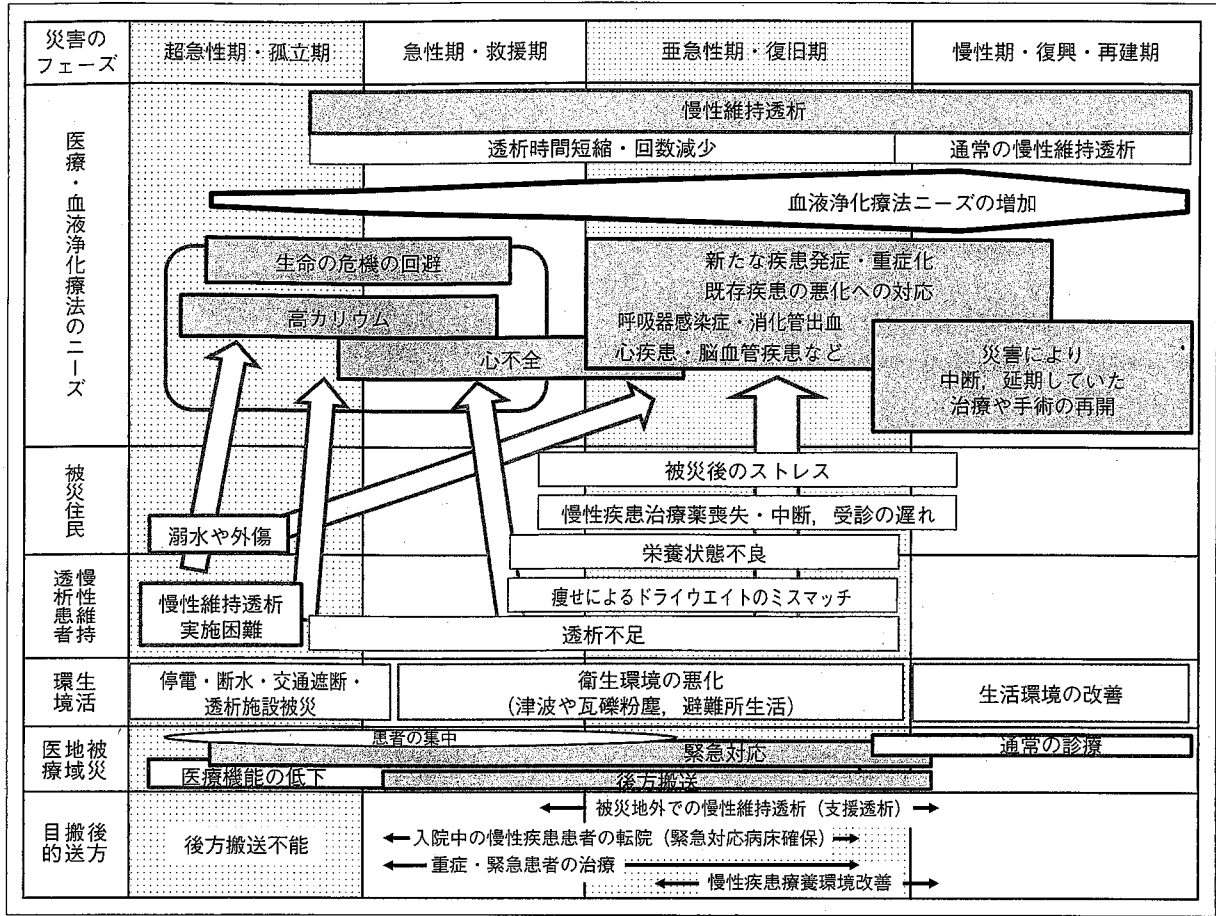 災害の
フェーズ
超急性期・孤立期
急性期・救援期
亜急性期・復旧期
慢性期・復興・再建期
医療・血液浄化療法のニーズ
慢性維持透析
透析時間短縮・回数減少
通常の慢性維持透析
血液浄化療法ニーズの増加
生命の危機の回避
高カリウム
心不全
新たな疾患発症・重症化
既存疾患の悪化への対応
呼吸器感染症・消化管出血
心疾患・脳血管疾患など
災害により
中断，延期していた
治療や手術の再開
被災住民
被災後のストレス
慢性疾患治療薬喪失・中断，受診の遅れ
溺水や外傷
栄養状態不良
慢性維持
透析患者
慢性維持透析
実施困難
痩せによるドライウエイトのミスマッチ
透析不足
生活
環境
停電・断水・交通遮断・
透析施設被災
衛生環境の悪化
(津波や瓦礫粉塵，避難所生活)
生活環境の改善
被災
地域
医療
患者の集中
緊急対応
通常の診療
医療機能の低下
後方搬送
後方
搬送
目的
後方搬送不能
被災地外での慢性維持透析（支援透析）
入院中の慢性疾患患者の転院（緊急対応病床確保）
重症・緊急患者の治療
慢性疾患療養環境改善